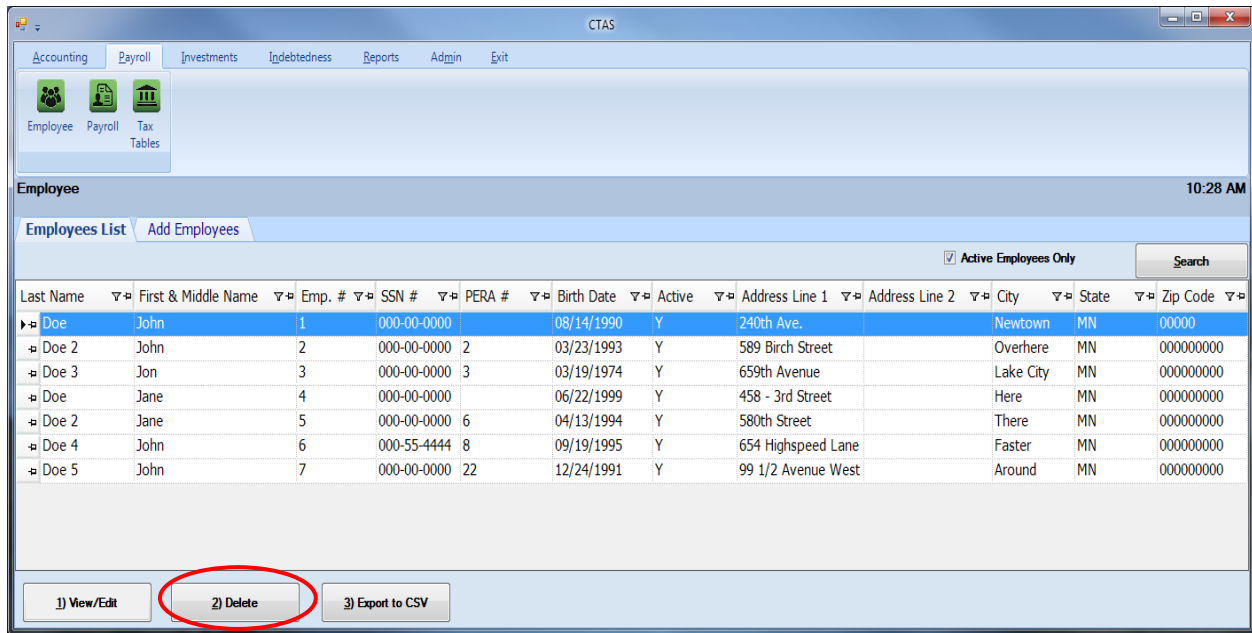 CTAS
Accounting Payroll Investments Indebtedness Reports Admin Exit
Employee Payroll Tax
Tables
Employee 10:28 AM
Employees List Add Employees
Active Employees Only Search
Last Name First & Middle Name Emp. # SSN # PERA # Birth Date Active Address Line 1 Address Line 2 City State Zip Code
Doe John 1 000-00-0000 08/14/1990 Y 240th Ave. Newtown MN 00000
Doe 2 John 2 000-00-0000 2 03/23/1993 Y 589 Birch Street Overhere MN 000000000
Doe 3 Jon 3 000-00-0000 3 03/19/1974 Y 659th Avenue Lake City MN 000000000
Doe Jane 4 000-00-0000 06/22/1999 Y 458 - 3rd Street Here MN 000000000
Doe 2 Jane 5 000-00-0000 6 04/13/1994 Y 580th Street There MN 000000000
Doe 4 John 6 000-55-4444 8 09/19/1995 Y 654 Highspeed Lane Faster MN 000000000
Doe 5 John 7 000-00-0000 22 12/24/1991 Y 99 1/2 Avenue West Around MN 000000000
1) View/Edit 2) Delete 3) Export to CSV